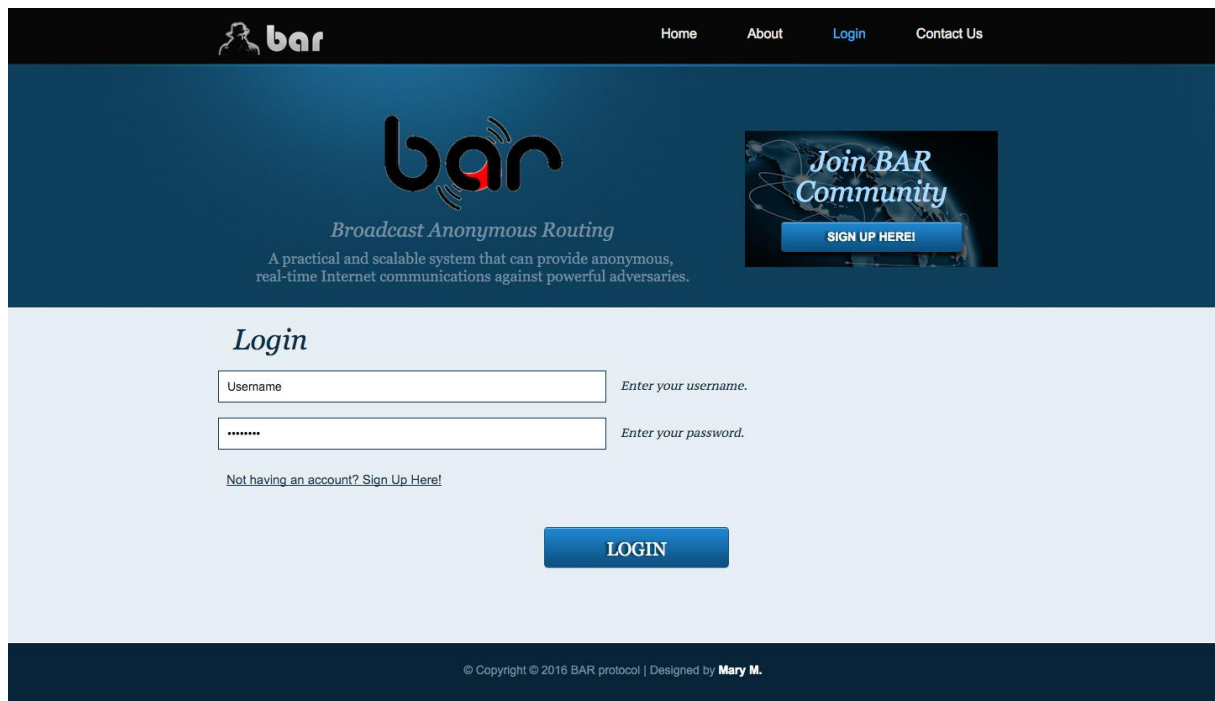 bar
Home About Login Contact Us
bar
Broadcast Anonymous Routing
A practical and scalable system that can provide anonymous,
real-time Internet communications against powerful adversaries.
Join BAR
Community
SIGN UP HERE!
Login
Username
Enter your username.
••••••••
Enter your password.
Not having an account? Sign Up Here!
LOGIN
© Copyright © 2016 BAR protocol | Designed by Mary M.